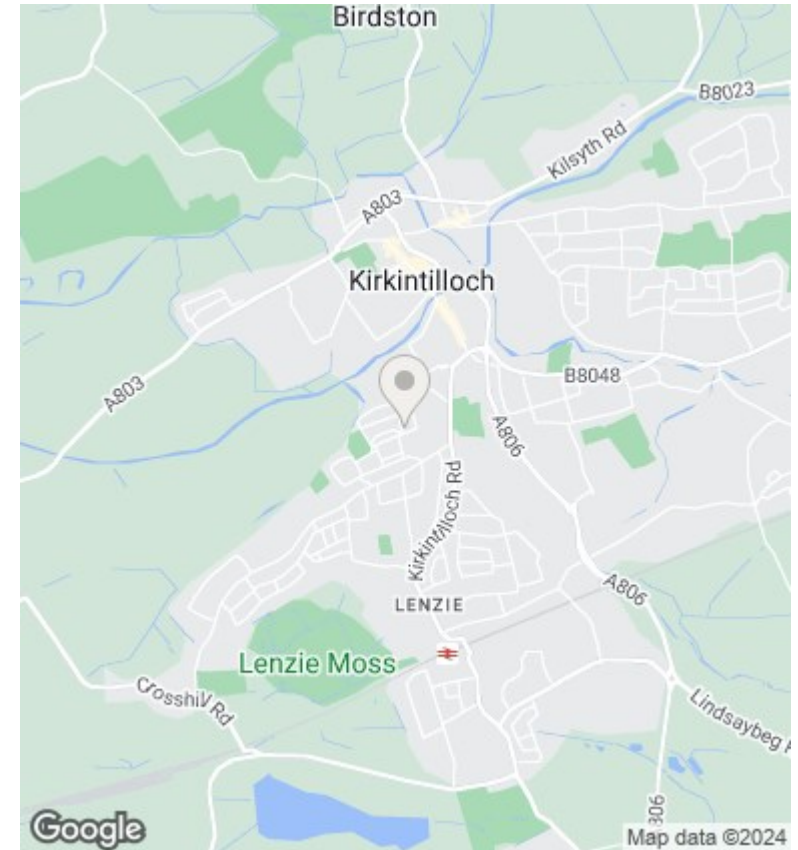 Birdston
B8023
Kilsyth Rd
A803
Kirkintilloch
A803
B8048
A806
Kirkintilloch Rd
LENZIE
A806
Lenzie Moss
Crosshill Rd
Lindsaybeg R
806
Google
Map data ©2024